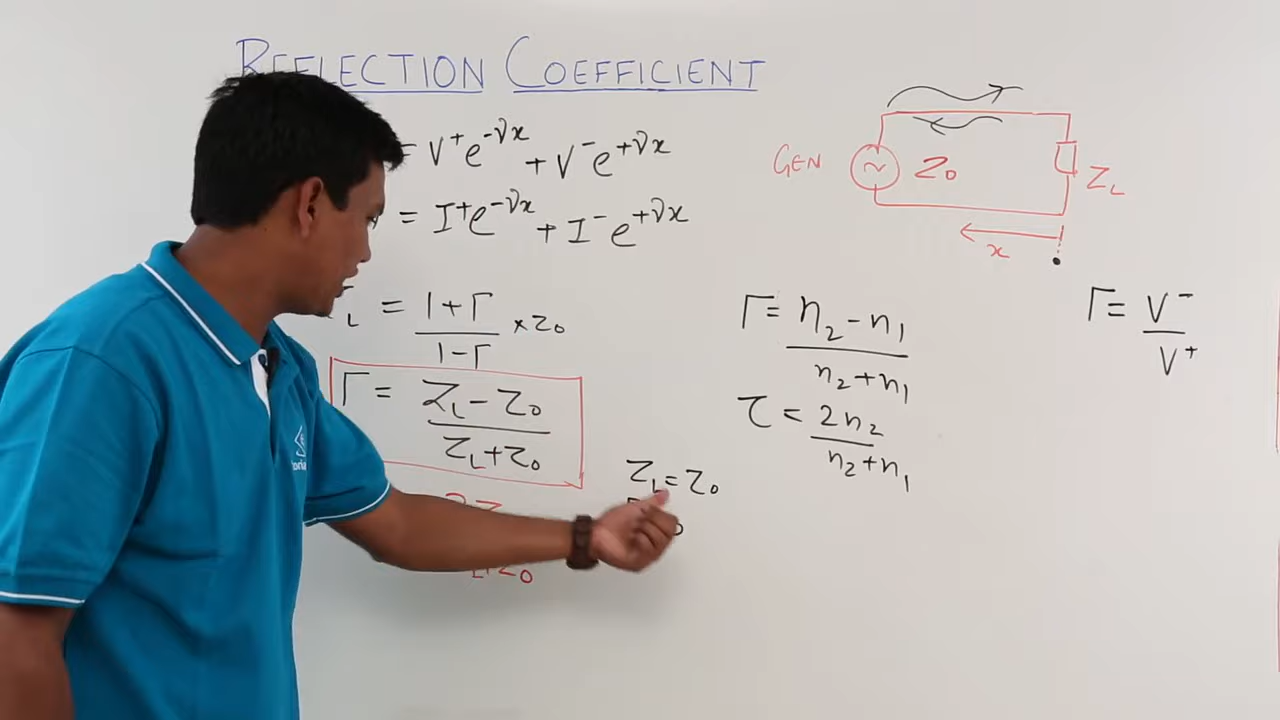 REFLECTION COEFFICIENT
= V⁺e^{-γx} + V⁻e^{+γx}
= I⁺e^{-γx} + I⁻e^{+γx}
GEN
~
Z₀
Z_L
x
L = (1+Γ)/(1-Γ) × Z₀
Γ = (Z_L - Z₀)/(Z_L + Z₀)
Z_L = Z₀
Γ = (η₂ - η₁)/(η₂ + η₁)
τ = 2η₂/(η₂ + η₁)
Γ = V⁻/V⁺